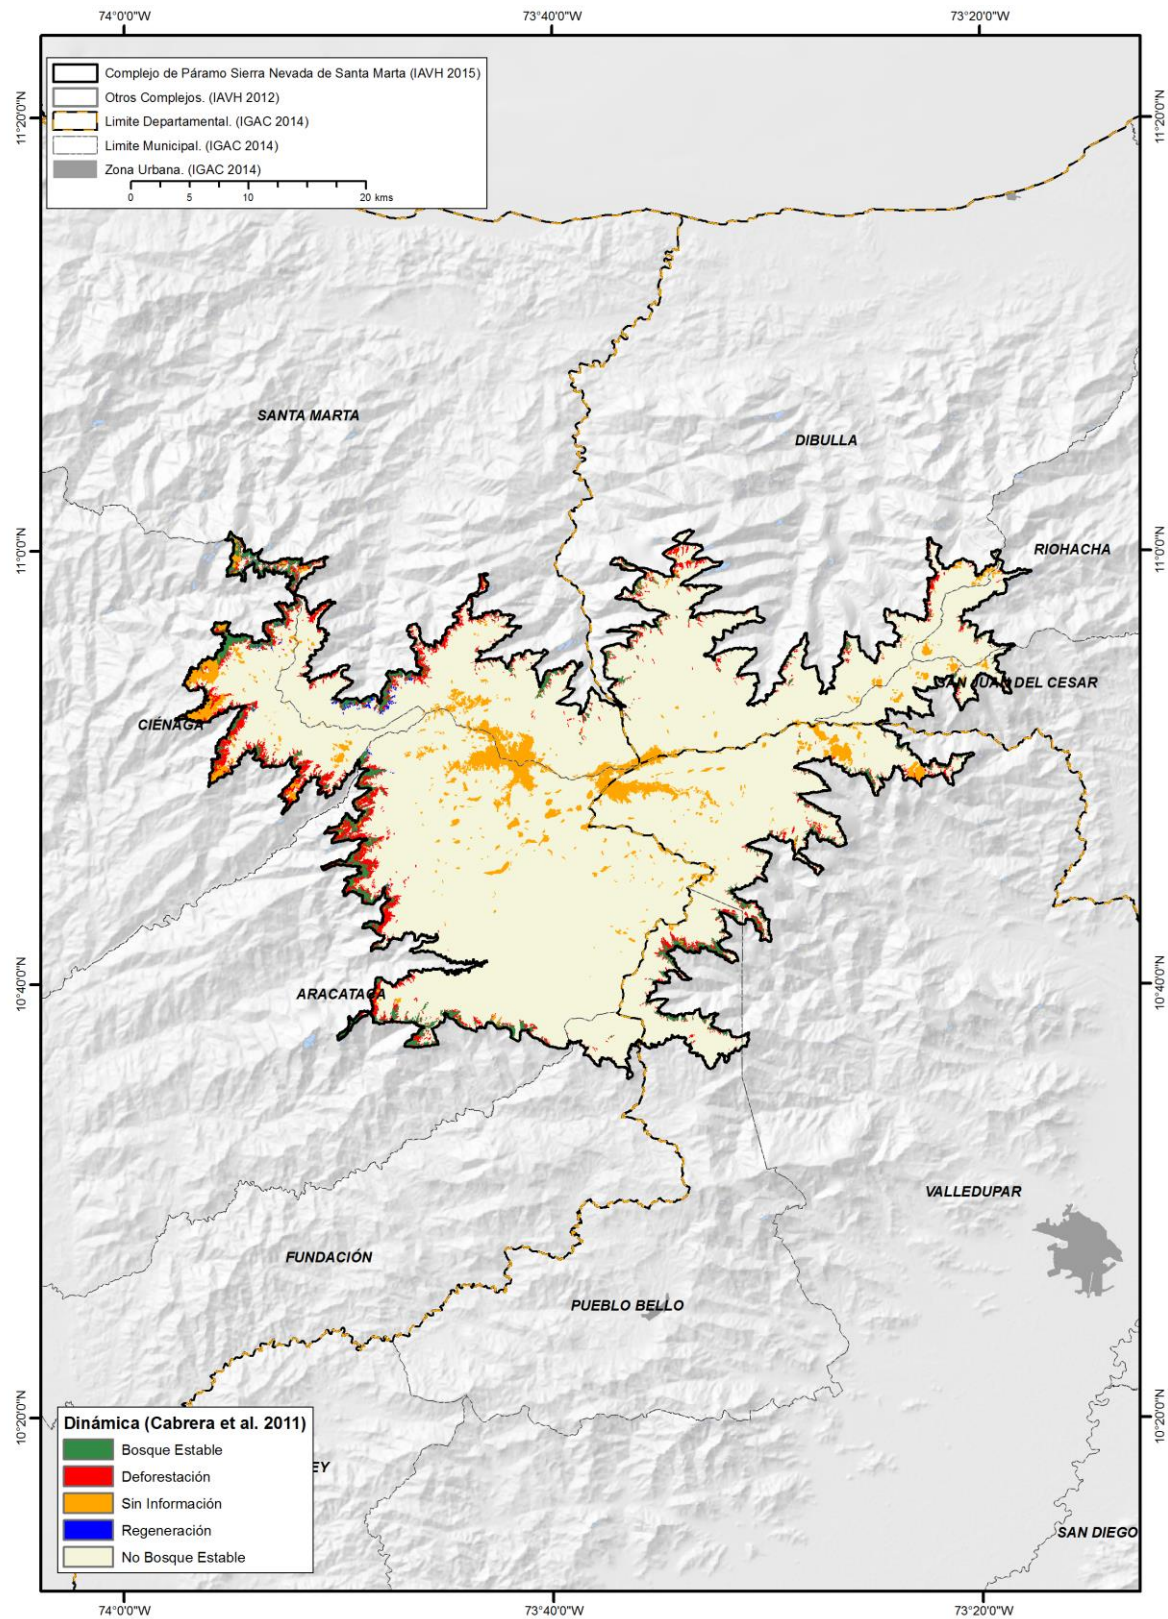 74°0'0"W
73°40'0"W
73°20'0"W
Complejo de Páramo Sierra Nevada de Santa Marta (IAVH 2015)
Otros Complejos. (IAVH 2012)
Limite Departamental. (IGAC 2014)
Limite Municipal. (IGAC 2014)
Zona Urbana. (IGAC 2014)
0 5 10 20 kms
11°20'0"N
11°20'0"N
SANTA MARTA
DIBULLA
11°0'0"N
RIOHACHA
11°0'0"N
SAN JUAN DEL CESAR
CIÉNAGA
10°40'0"N
ARACATACA
10°40'0"N
VALLEDUPAR
FUNDACIÓN
PUEBLO BELLO
10°20'0"N
10°20'0"N
Dinámica (Cabrera et al. 2011)
Bosque Estable
EY
Deforestación
Sin Información
Regeneración
SAN DIEGO
No Bosque Estable
74°0'0"W
73°40'0"W
73°20'0"W